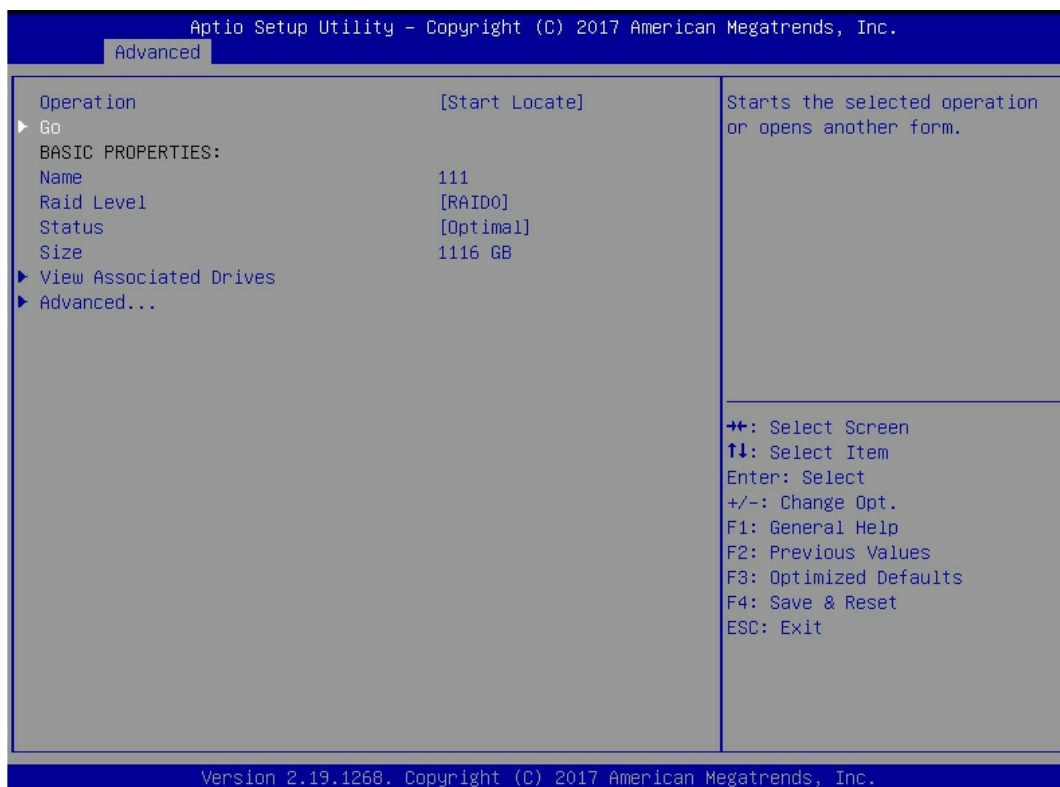 Aptio Setup Utility – Copyright (C) 2017 American Megatrends, Inc.
Advanced
Operation [Start Locate]
Go
BASIC PROPERTIES:
Name 111
Raid Level [RAID0]
Status [Optimal]
Size 1116 GB
View Associated Drives
Advanced...
Starts the selected operation
or opens another form.
→←: Select Screen
↑↓: Select Item
Enter: Select
+/-: Change Opt.
F1: General Help
F2: Previous Values
F3: Optimized Defaults
F4: Save & Reset
ESC: Exit
Version 2.19.1268. Copyright (C) 2017 American Megatrends, Inc.